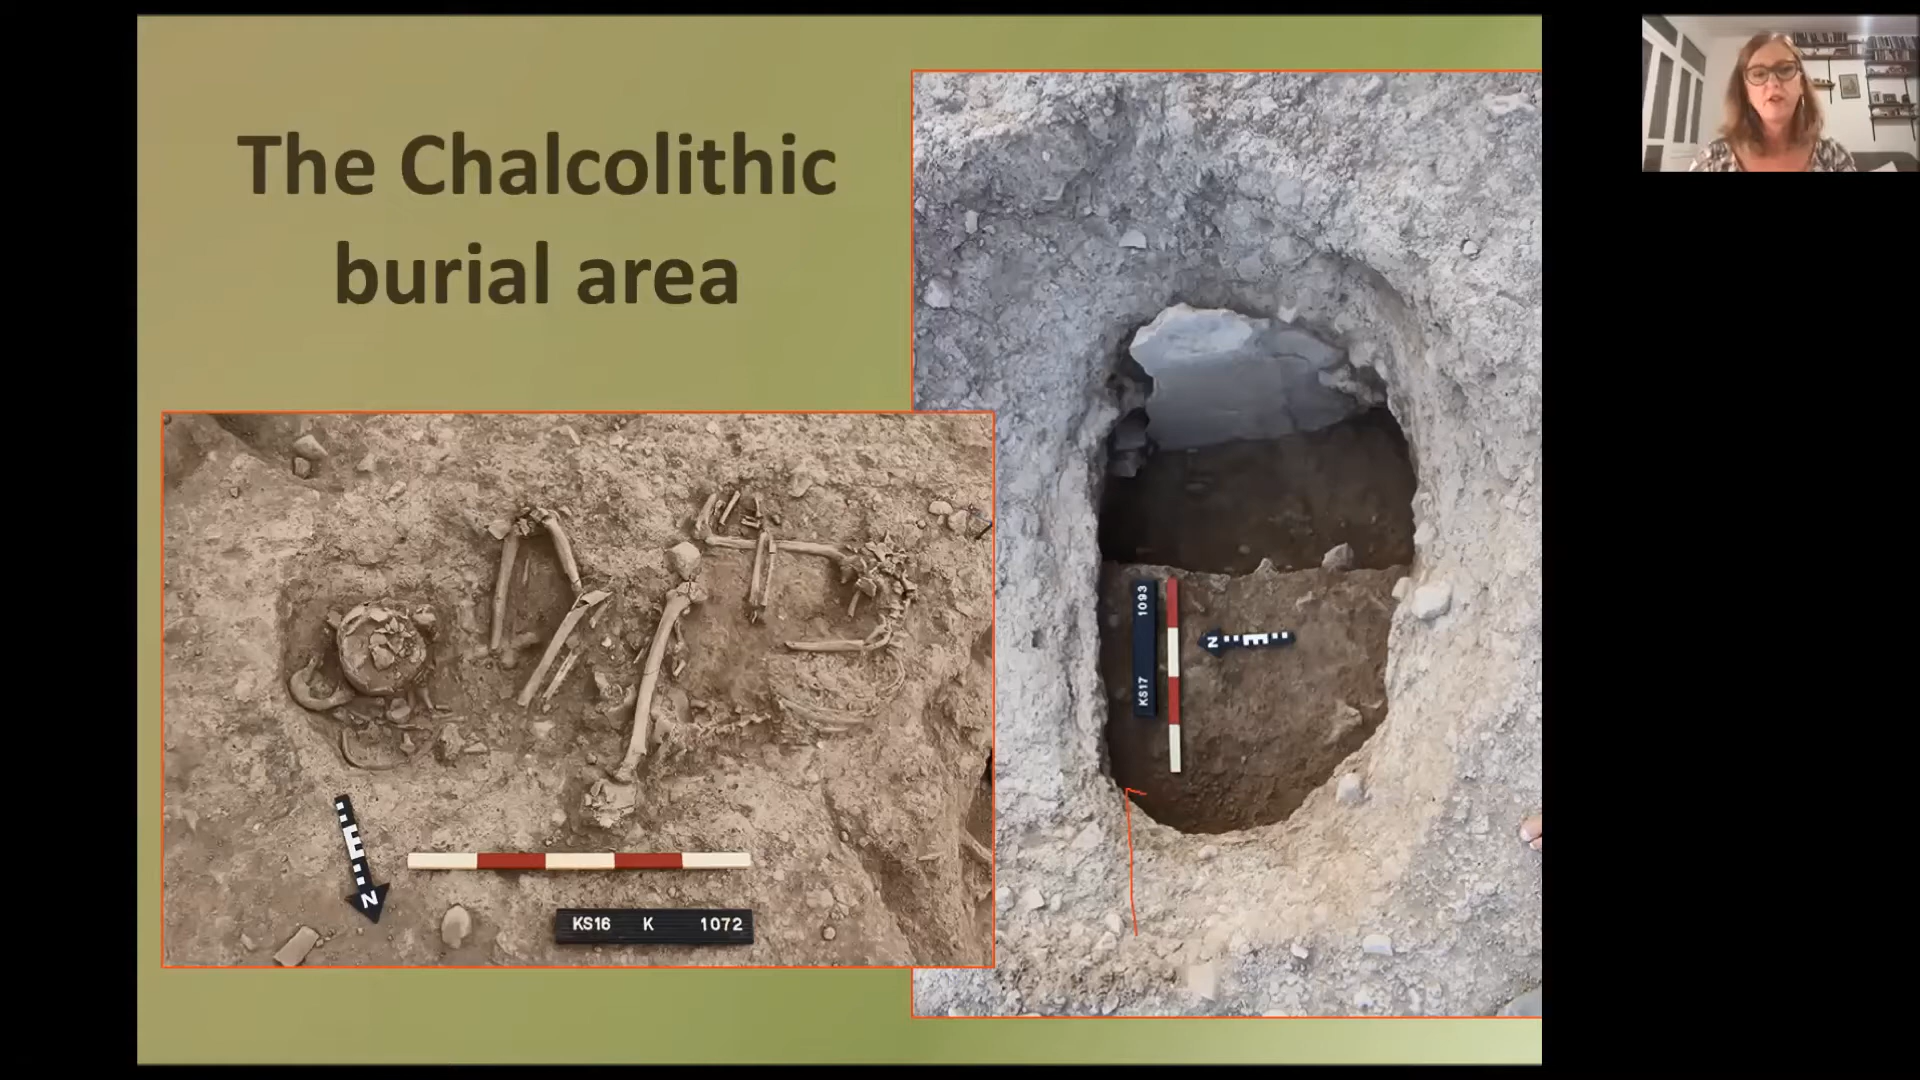 The Chalcolithic
burial area
KS16 K 1072
N
KS17 1093
N